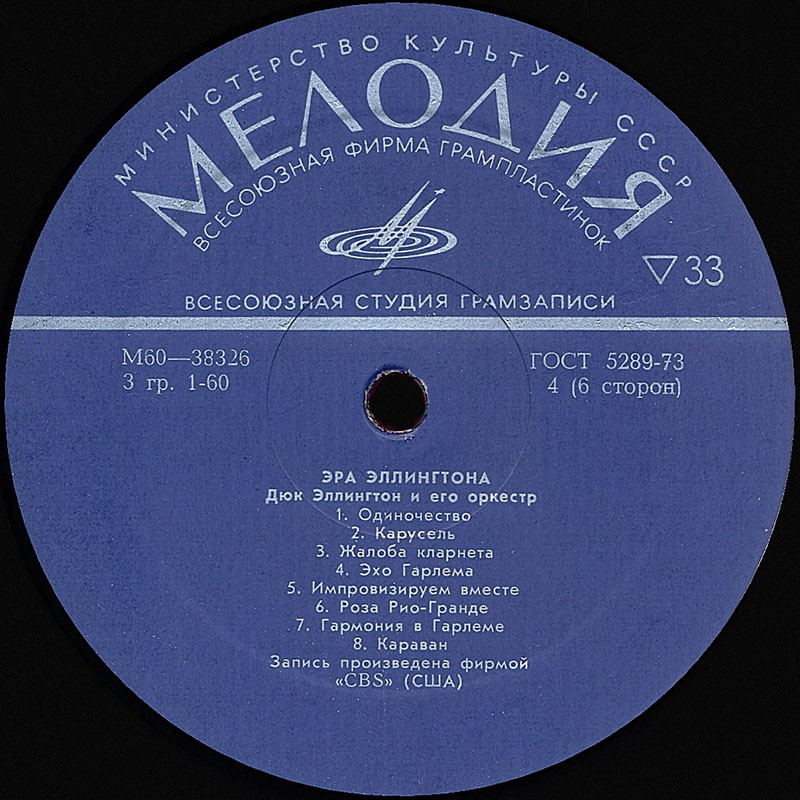 МИНИСТЕРСТВО КУЛЬТУРЫ СССР
МЕЛОДИЯ
ВСЕСОЮЗНАЯ ФИРМА ГРАМПЛАСТИНОК
▽33
ВСЕСОЮЗНАЯ СТУДИЯ ГРАМЗАПИСИ
М60—38326
3 гр. 1-60
ГОСТ 5289-73
4 (6 сторон)
ЭРА ЭЛЛИНГТОНА
Дюк Эллингтон и его оркестр
1. Одиночество
2. Карусель
3. Жалоба кларнета
4. Эхо Гарлема
5. Импровизируем вместе
6. Роза Рио-Гранде
7. Гармония в Гарлеме
8. Караван
Запись произведена фирмой
«CBS» (США)